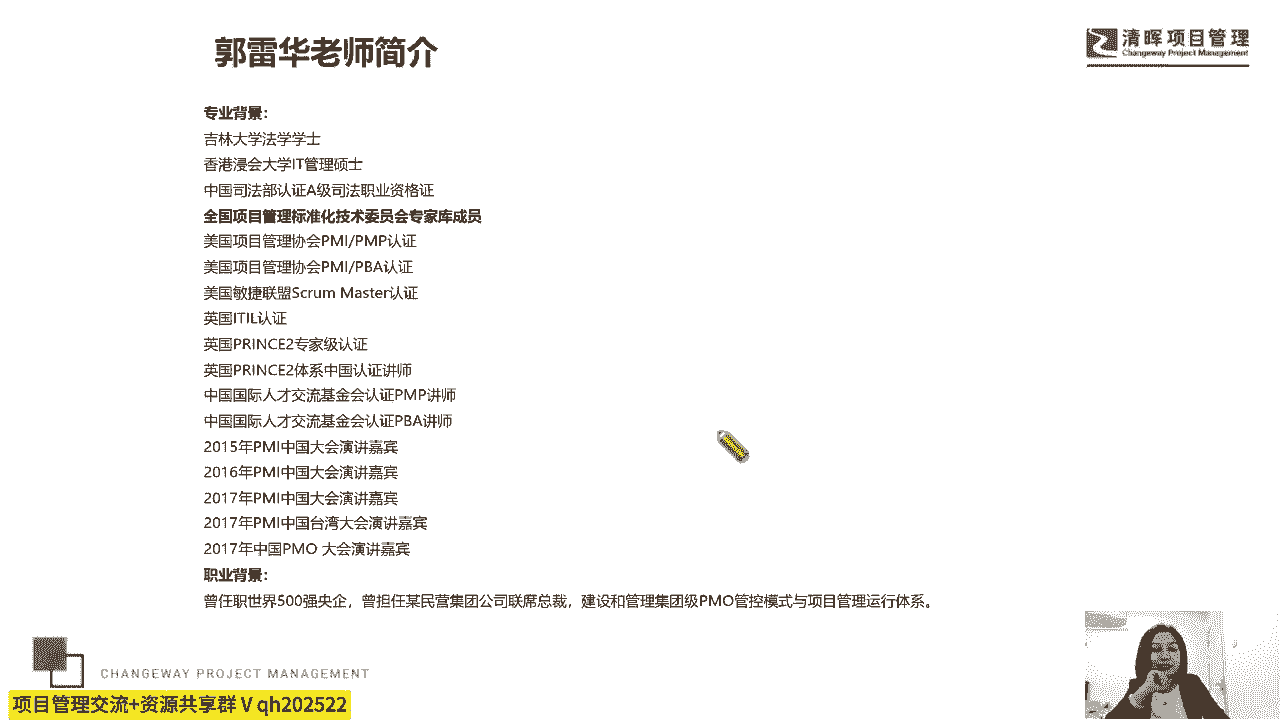 郭雷华老师简介
清晖项目管理
Changeway Project Management
专业背景：
吉林大学法学学士
香港浸会大学IT管理硕士
中国司法部认证A级司法职业资格证
全国项目管理标准化技术委员会专家库成员
美国项目管理协会PMI/PMP认证
美国项目管理协会PMI/PBA认证
美国敏捷联盟Scrum Master认证
英国ITIL认证
英国PRINCE2专家级认证
英国PRINCE2体系中国认证讲师
中国国际人才交流基金会认证PMP讲师
中国国际人才交流基金会认证PBA讲师
2015年PMI中国大会演讲嘉宾
2016年PMI中国大会演讲嘉宾
2017年PMI中国大会演讲嘉宾
2017年PMI中国台湾大会演讲嘉宾
2017年中国PMO 大会演讲嘉宾
职业背景：
曾任职世界500强央企，曾担任某民营集团公司联席总裁，建设和管理集团级PMO管控模式与项目管理运行体系。
CHANGEWAY PROJECT MANAGEMENT
项目管理交流+资源共享群 V qh202522